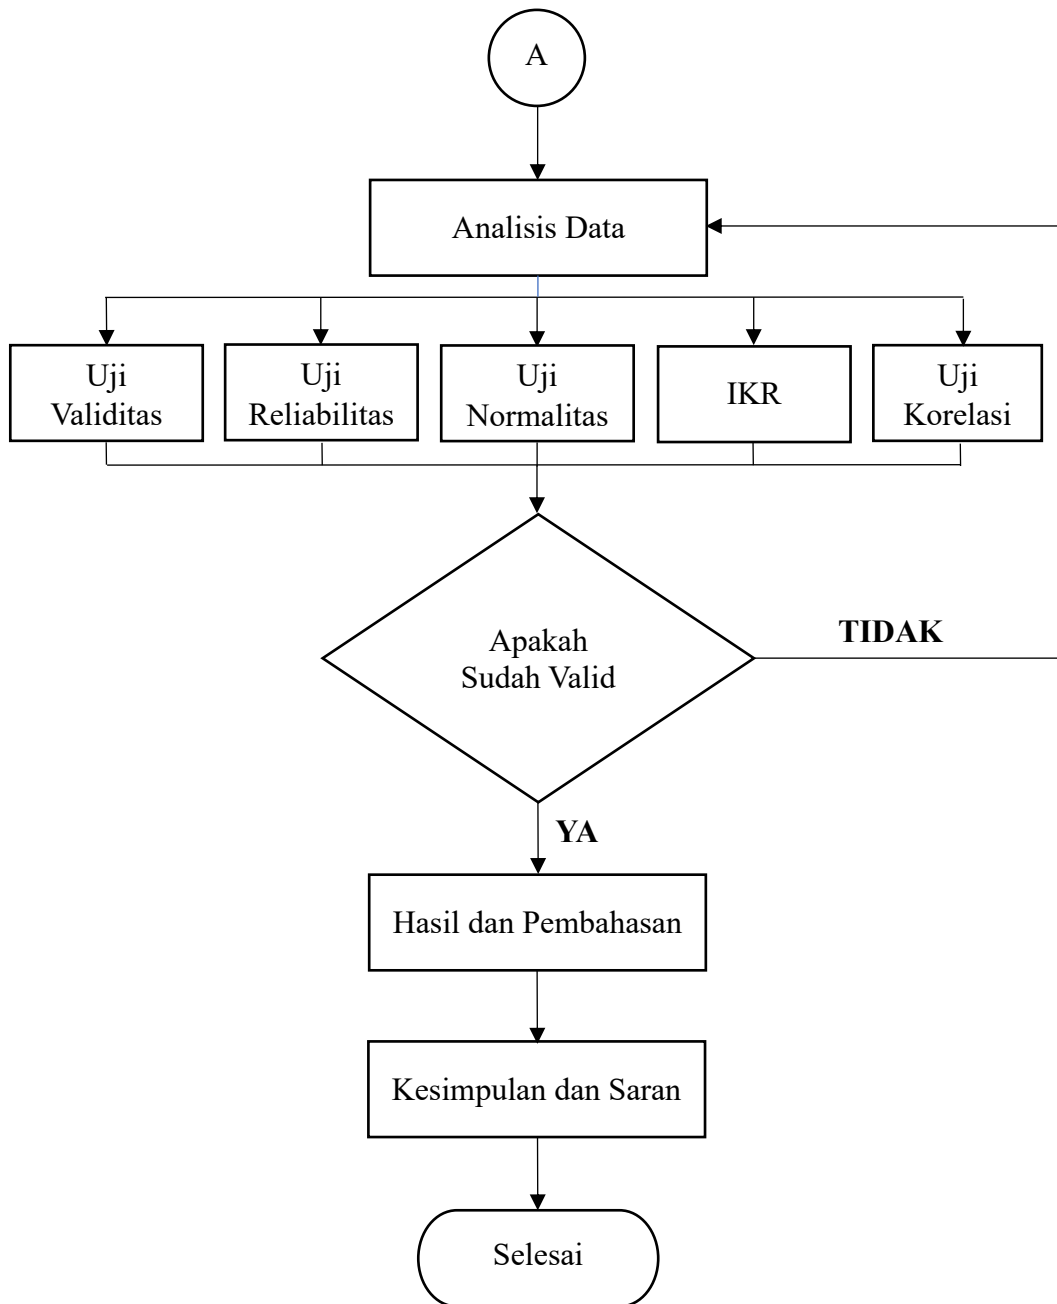 A
Analisis Data
Uji
Validitas
Uji
Reliabilitas
Uji
Normalitas
IKR
Uji
Korelasi
Apakah
Sudah Valid
TIDAK
YA
Hasil dan Pembahasan
Kesimpulan dan Saran
Selesai